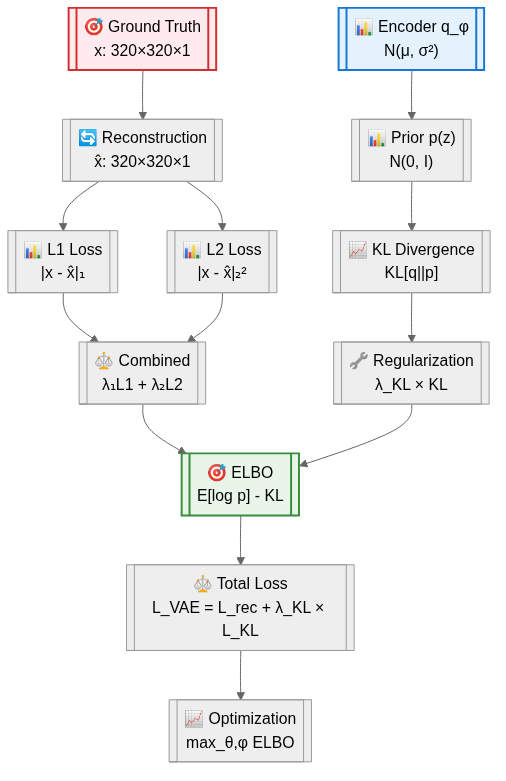 🎯 Ground Truth
x: 320×320×1
📊 Encoder q_φ
N(μ, σ²)
🔄 Reconstruction
x̂: 320×320×1
📊 Prior p(z)
N(0, I)
📊 L1 Loss
|x - x̂|₁
📊 L2 Loss
|x - x̂|₂²
📈 KL Divergence
KL[q||p]
⚖️ Combined
λ₁L1 + λ₂L2
🔧 Regularization
λ_KL × KL
🎯 ELBO
E[log p] - KL
⚖️ Total Loss
L_VAE = L_rec + λ_KL ×
L_KL
📈 Optimization
max_θ,φ ELBO